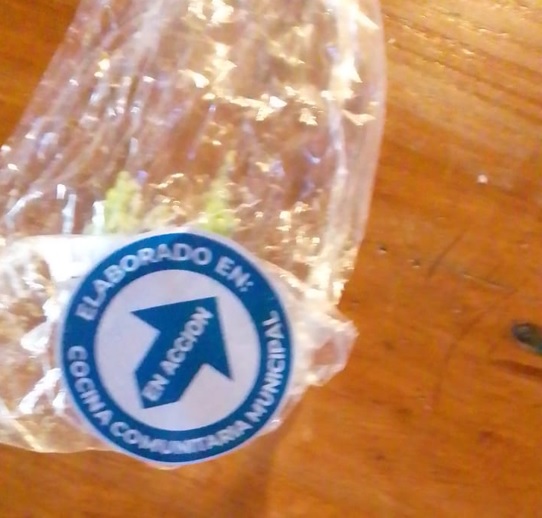 ELABORADO EN:
EN ACCION
COCINA COMUNITARIA MUNICIPAL